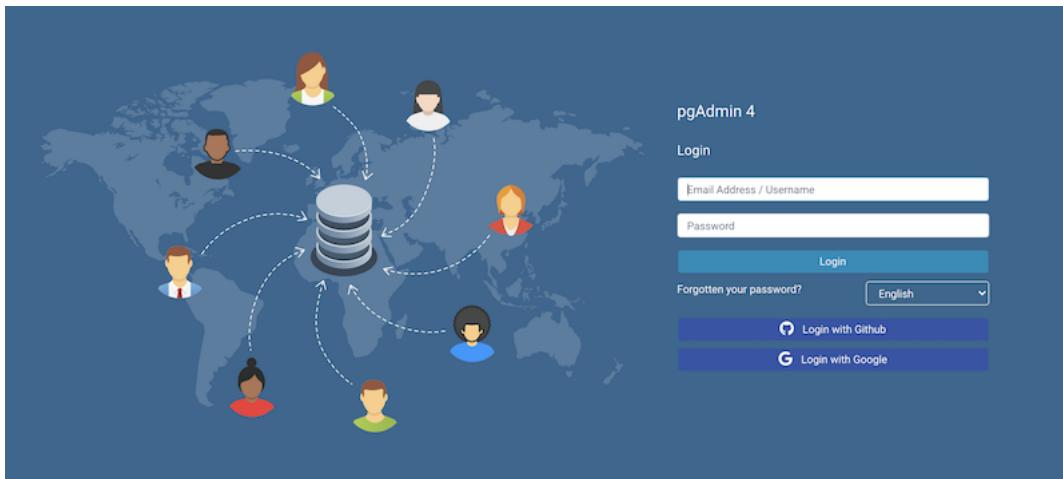 pgAdmin 4
Login
Email Address / Username
Password
Login
Forgotten your password?
English
Login with Github
Login with Google